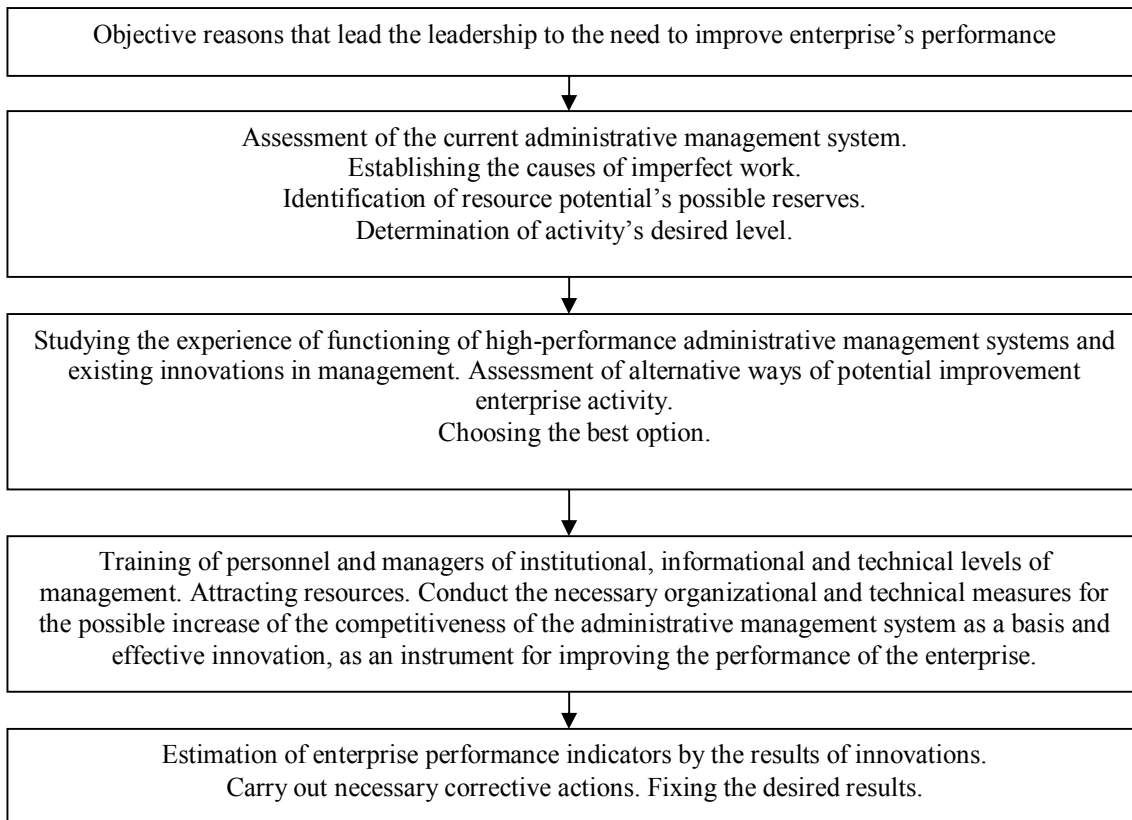 Objective reasons that lead the leadership to the need to improve enterprise’s performance
Assessment of the current administrative management system.
Establishing the causes of imperfect work.
Identification of resource potential’s possible reserves.
Determination of activity’s desired level.
Studying the experience of functioning of high-performance administrative management systems and
existing innovations in management. Assessment of alternative ways of potential improvement
enterprise activity.
Choosing the best option.
Training of personnel and managers of institutional, informational and technical levels of
management. Attracting resources. Conduct the necessary organizational and technical measures for
the possible increase of the competitiveness of the administrative management system as a basis and
effective innovation, as an instrument for improving the performance of the enterprise.
Estimation of enterprise performance indicators by the results of innovations.
Carry out necessary corrective actions. Fixing the desired results.